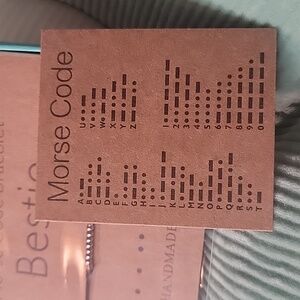 Morse Code
A
B
C
D
E
F
G
H
I
J
K
L
M
N
O
P
Q
R
S
T
U
V
W
X
Y
Z
1
2
3
4
5
6
7
8
9
0
Bestie
HANDMADE